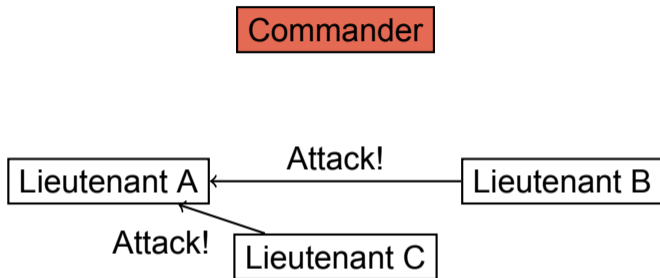 Commander
Attack!
Lieutenant A
Lieutenant B
Attack!
Lieutenant C